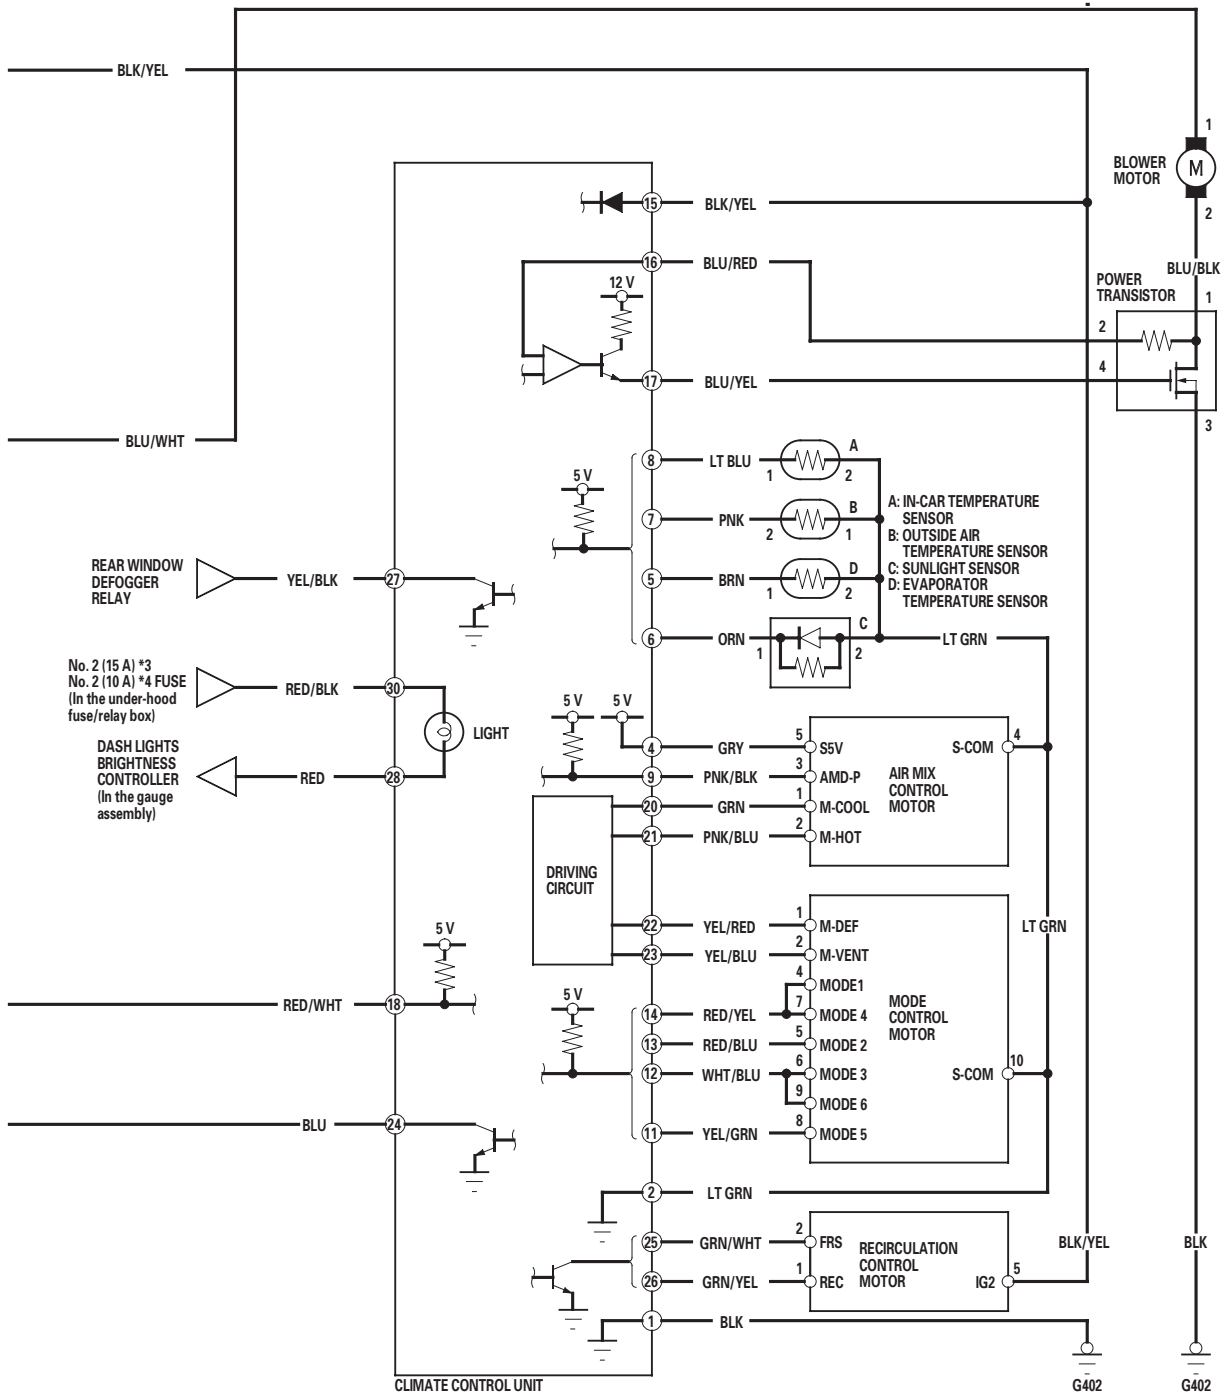 BLK/YEL
1
BLOWER
MOTOR
M
2
15
BLK/YEL
16
BLU/RED
BLU/BLK
12 V
POWER
TRANSISTOR
1
2
17
BLU/YEL
4
3
BLU/WHT
8
LT BLU
1
A
2
5 V
7
PNK
2
B
1
A: IN-CAR TEMPERATURE
SENSOR
B: OUTSIDE AIR
TEMPERATURE SENSOR
C: SUNLIGHT SENSOR
D: EVAPORATOR
TEMPERATURE SENSOR
REAR WINDOW
DEFOGGER
RELAY
YEL/BLK
27
5
BRN
1
D
2
6
ORN
1
C
2
LT GRN
No. 2 (15 A) *3
No. 2 (10 A) *4 FUSE
(In the under-hood
fuse/relay box)
RED/BLK
30
LIGHT
DASH LIGHTS
BRIGHTNESS
CONTROLLER
(In the gauge
assembly)
RED
28
5 V
5 V
4
GRY
5
S5V
S-COM
4
9
PNK/BLK
3
AMD-P
AIR MIX
CONTROL
MOTOR
20
GRN
1
M-COOL
21
PNK/BLU
2
M-HOT
DRIVING
CIRCUIT
22
YEL/RED
1
M-DEF
LT GRN
23
YEL/BLU
2
M-VENT
5 V
4
MODE1
RED/WHT
18
5 V
14
RED/YEL
7
MODE 4
MODE
CONTROL
MOTOR
13
RED/BLU
5
MODE 2
12
WHT/BLU
6
MODE 3
S-COM
10
9
MODE 6
BLU
24
11
YEL/GRN
8
MODE 5
2
LT GRN
25
GRN/WHT
2
FRS
RECIRCULATION
CONTROL
MOTOR
BLK/YEL
BLK
26
GRN/YEL
1
REC
IG2
5
1
BLK
CLIMATE CONTROL UNIT
G402
G402